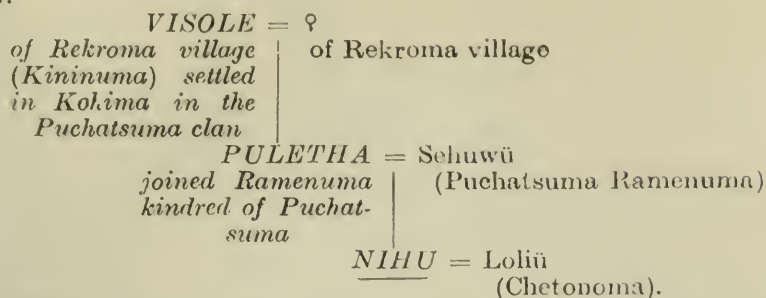 VISOLE = ♀
of Rekroma village of Rekroma village
(Kininuma) settled
in Kohima in the
Puchatsuma clan
PULETHA = Sehuwü
joined Ramenuma (Puchatsuma Ramenuma)
kindred of Puchat-
suma
NIHU = Loliü
(Chetonoma).